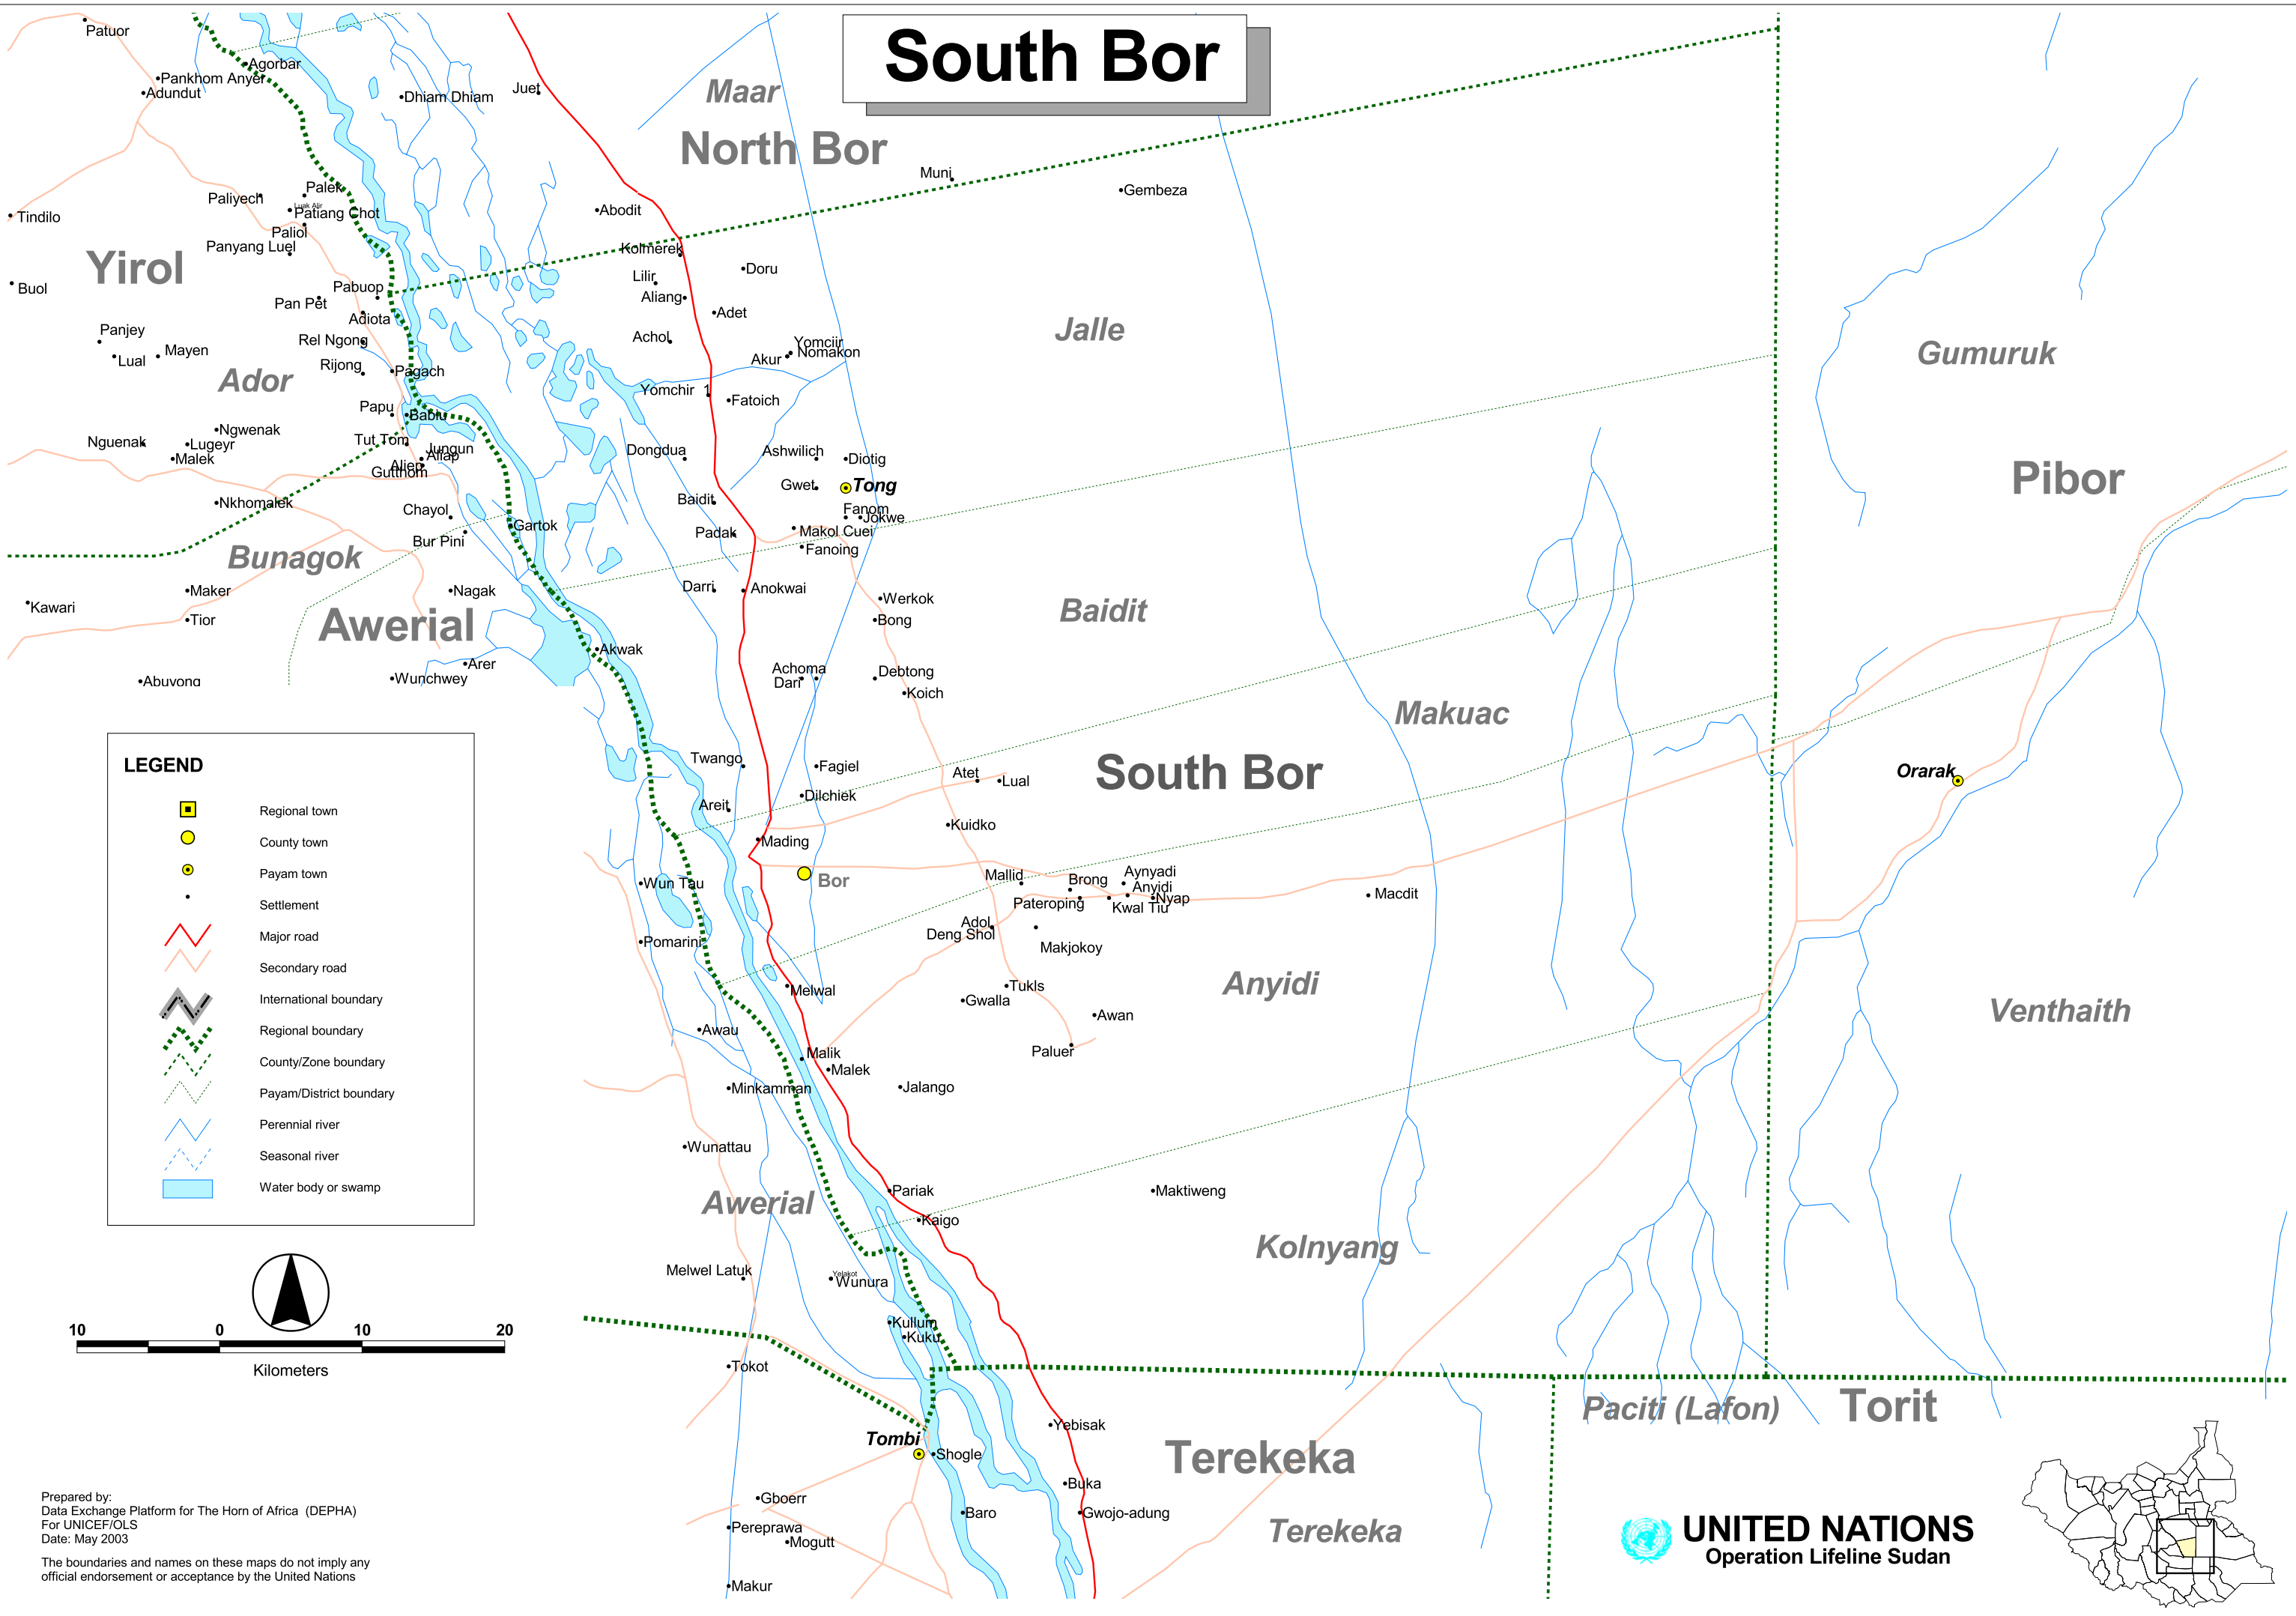 South Bor
Patuor
Agorbar
Pankhom Anyer
Adundut
Dhiam Dhiam
Juet
Maar
North Bor
Muni
Gembeza
Palek
Paliyech
Luak Alir
Patiang Chot
Abodit
Tindilo
Paliol
Panyang Luel
Kolmerek
Yirol
Doru
Lilir
Buol
Pabuop
Pan Pet
Aliang
Adet
Adiota
Jalle
Panjey
Rel Ngong
Achol
Yomciir
Nomakon
Akur
Gumuruk
Mayen
Lual
Rijong
Pagach
Ador
Yomchir 1
Fatoich
Papu
Bablu
Ngwenak
Nguenak
Lugeyr
Malek
Tut Tom
Jungun
Aliap
Aliep
Gutthom
Dongdua
Ashwilich
Diotig
Pibor
Gwet
Tong
Nkhomalek
Baidit
Chayol
Fanom
Jokwe
Gartok
Bur Pini
Padak
Makol Cuei
Fanoing
Bunagok
Maker
Nagak
Darri
Anokwai
Kawari
Werkok
Baidit
Tior
Bong
Awerial
Akwak
Arer
Abuyong
Wunchwey
Achoma
Dari
Debtong
Koich
Makuac
Twango
Fagiel
Atet
Lual
South Bor
Orarak
Areit
Dilchiek
Kuidko
Mading
Bor
Wun Tau
Mallid
Brong
Aynyadi
Anyidi
Nyap
Macdit
Pateroping
Kwal Tiu
Adol
Deng Shol
Pomarini
Makjokoy
Anyidi
Melwal
Tukls
Gwalla
Venthaith
Awau
Awan
Malik
Paluer
Malek
Minkamman
Jalango
Wunattau
Pariak
Maktiweng
Awerial
Kaigo
Kolnyang
Melwel Latuk
Yelakot
Wunura
Kullum
Kuku
Tokot
Paciti (Lafon)
Torit
Yebisak
Tombi
Shogle
Terekeka
Buka
Gboerr
Baro
Gwojo-adung
Pereprawa
Mogutt
Terekeka
Makur
LEGEND
Regional town
County town
Payam town
Settlement
Major road
Secondary road
International boundary
Regional boundary
County/Zone boundary
Payam/District boundary
Perennial river
Seasonal river
Water body or swamp
10 0 10 20
Kilometers
Prepared by:
Data Exchange Platform for The Horn of Africa (DEPHA)
For UNICEF/OLS
Date: May 2003
The boundaries and names on these maps do not imply any
official endorsement or acceptance by the United Nations
UNITED NATIONS
Operation Lifeline Sudan